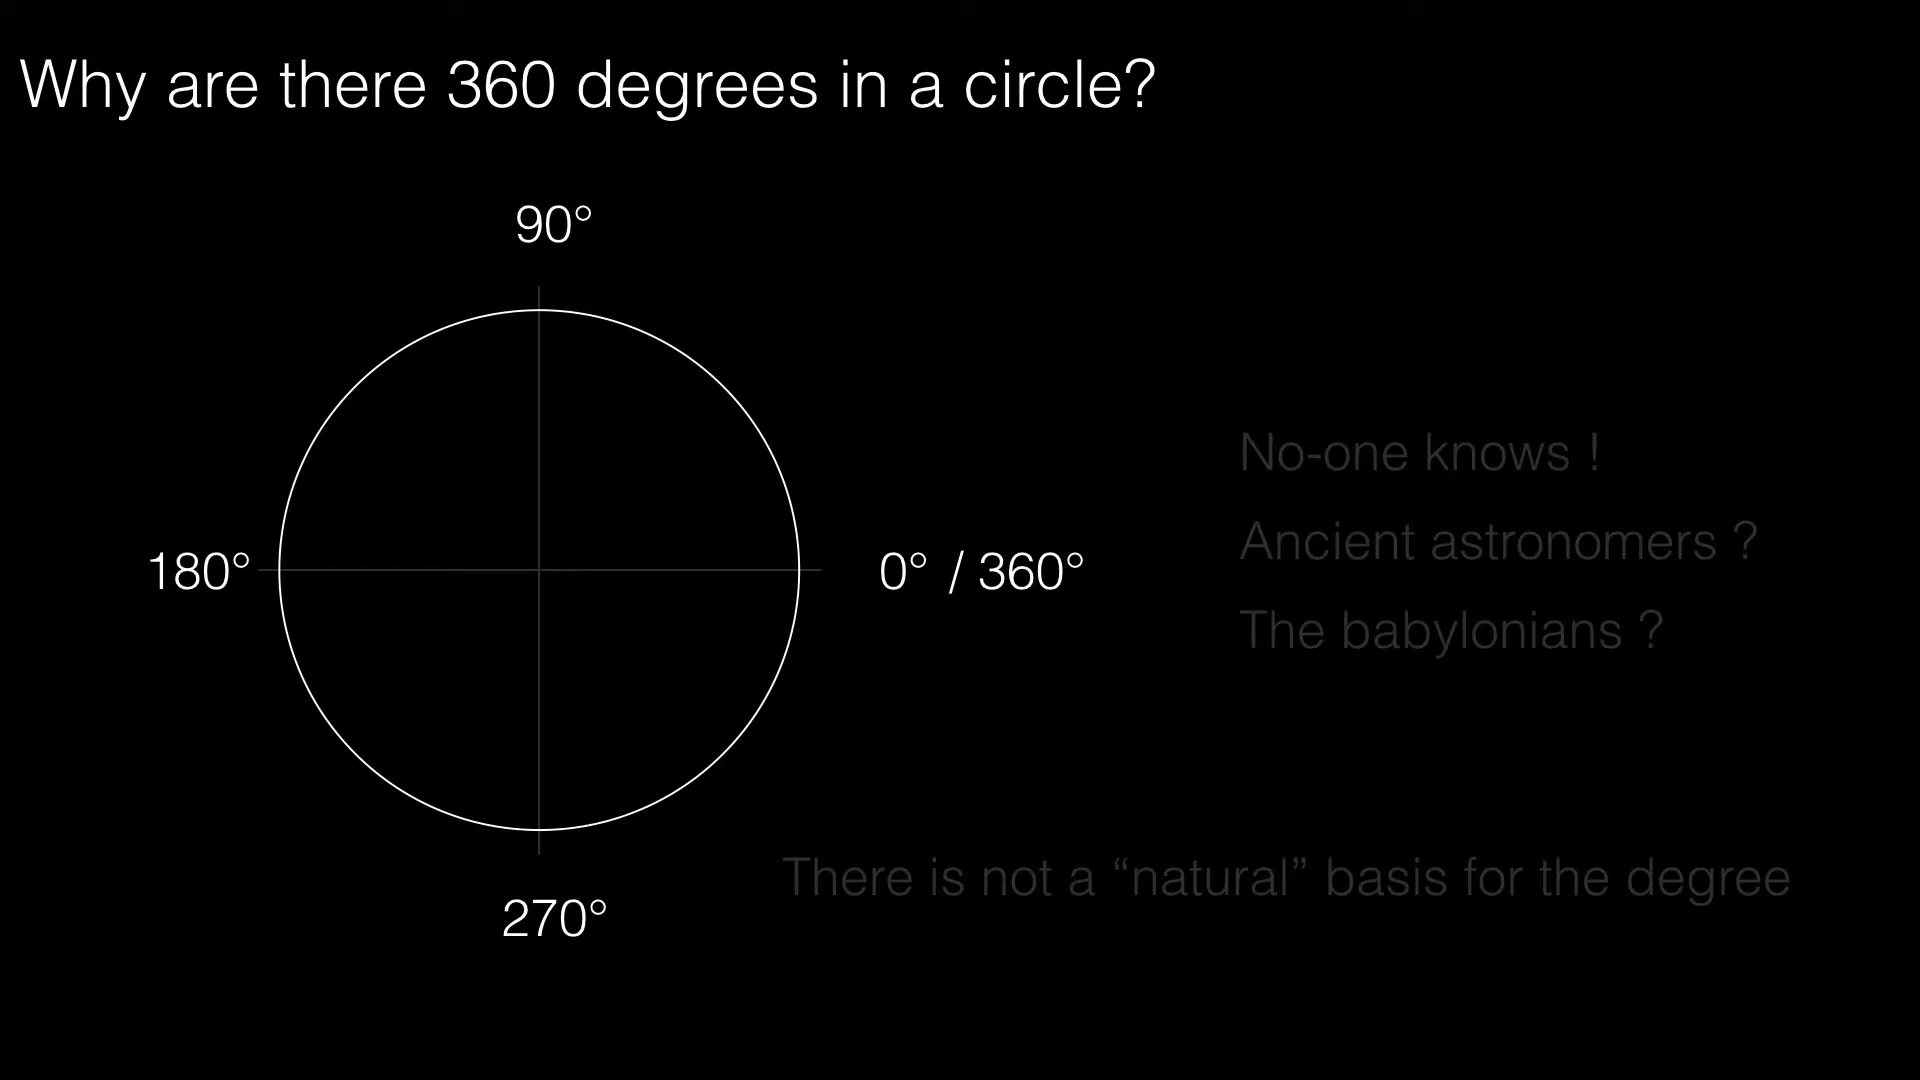 Why are there 360 degrees in a circle?
90°
180°
0° / 360°
270°
No-one knows !
Ancient astronomers ?
The babylonians ?
There is not a “natural” basis for the degree